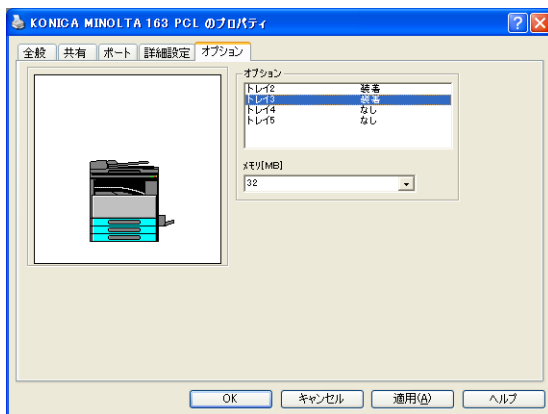 KONICA MINOLTA 163 PCL のプロパティ
全般 共有 ポート 詳細設定 オプション
オプション
トレイ2 装着
トレイ3 装着
トレイ4 なし
トレイ5 なし
メモリ[MB]
32
OK キャンセル 適用(A) ヘルプ